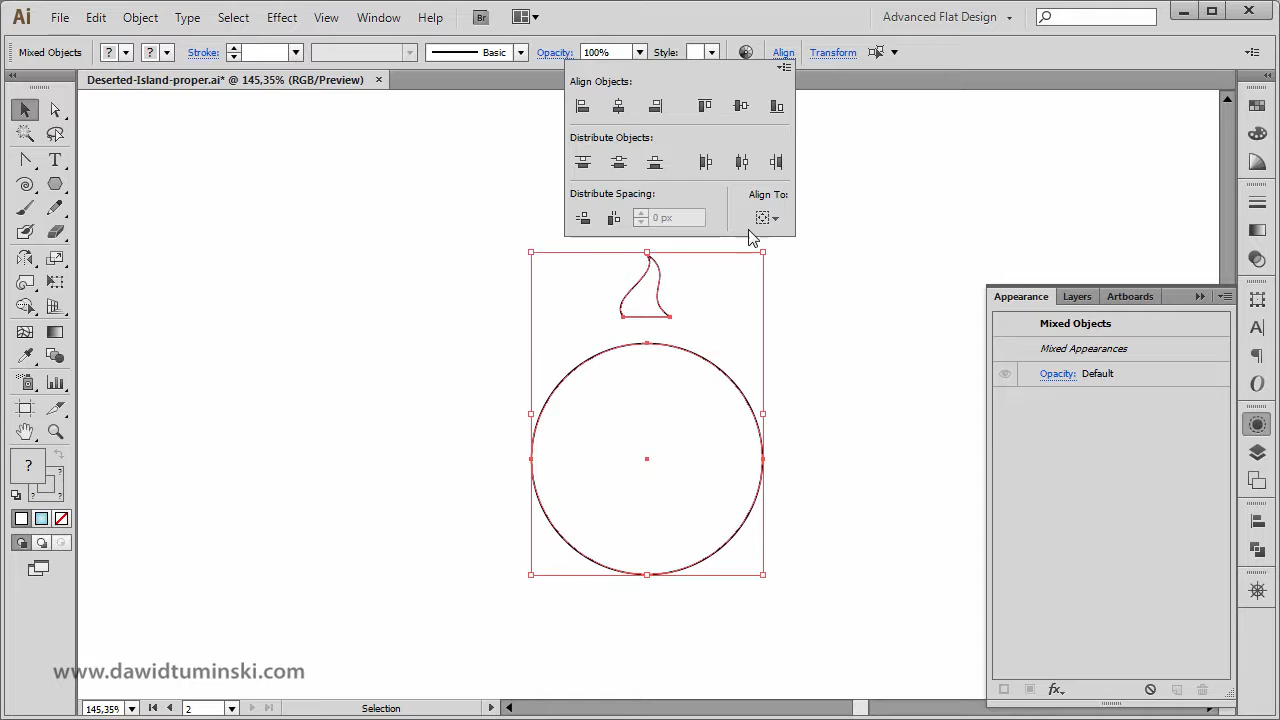 Ai File Edit Object Type Select Effect View Window Help Br Advanced Flat Design
Mixed Objects ? ? Stroke: Basic Opacity: 100% Style: Align Transform
Deserted-Island-proper.ai* @ 145,35% (RGB/Preview)
Align Objects:
Distribute Objects:
Distribute Spacing: Align To:
0 px
Appearance Layers Artboards
Mixed Objects
Mixed Appearances
Opacity: Default
T
A
?
?
?
?
fx
www.dawidtuminski.com
145,35% 2 Selection